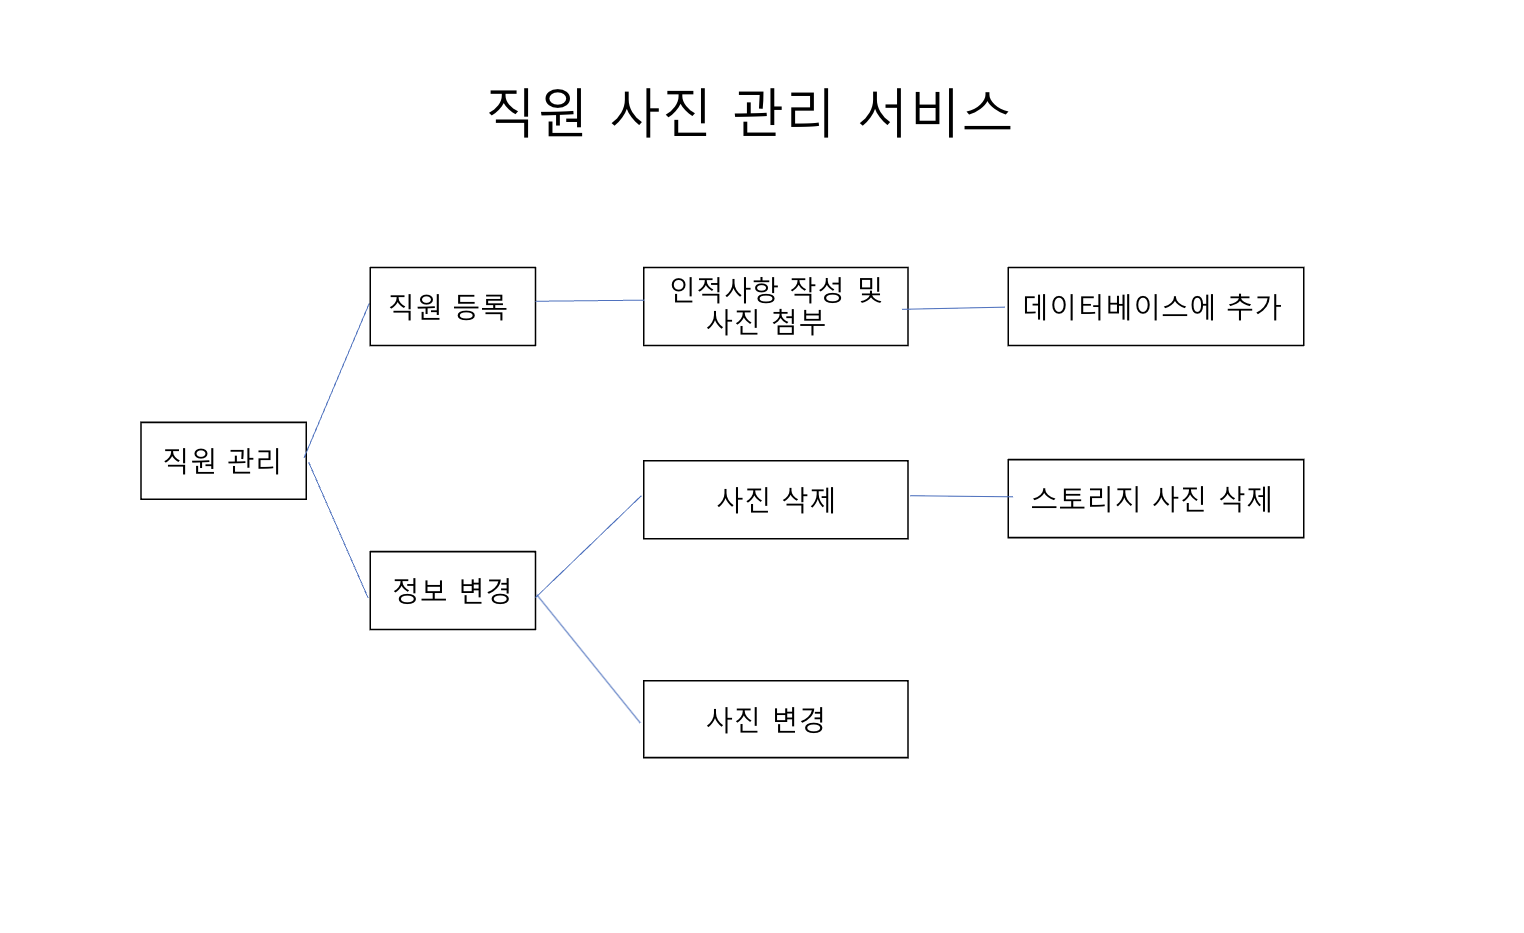 직원 사진 관리 서비스
직원 등록
인적사항 작성 및
사진 첨부
데이터베이스에 추가
직원 관리
사진 삭제
스토리지 사진 삭제
정보 변경
사진 변경